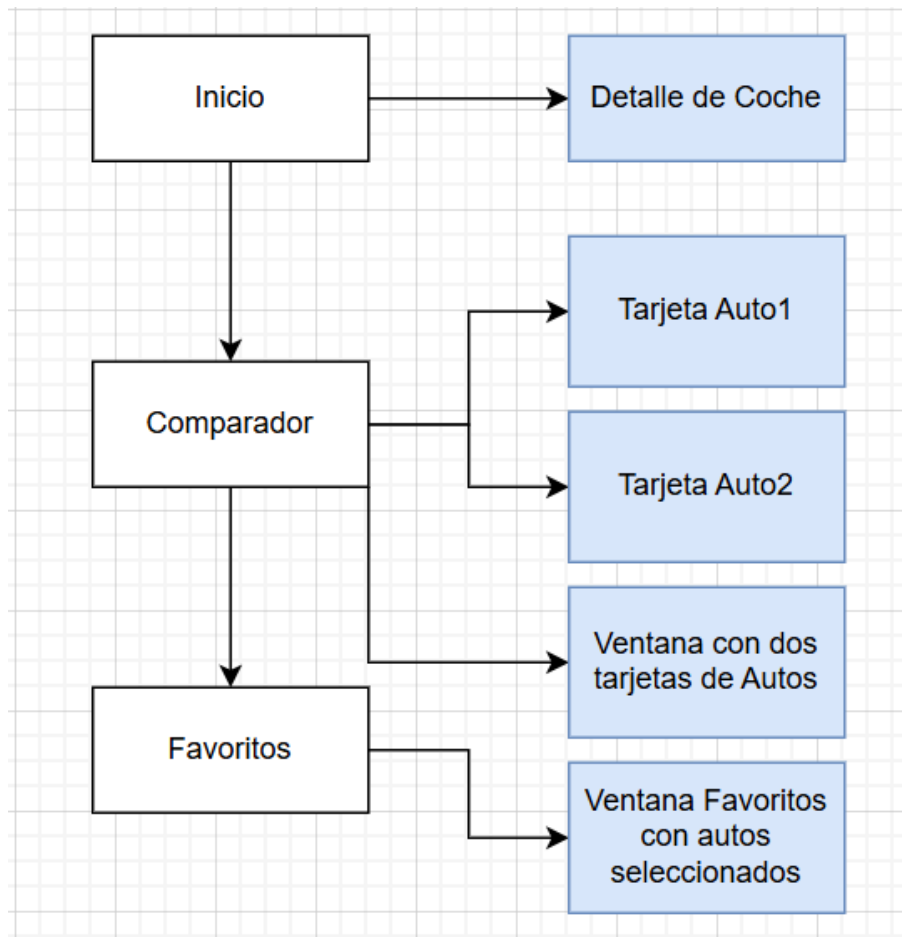 Inicio
Detalle de Coche
Tarjeta Auto1
Comparador
Tarjeta Auto2
Ventana con dos
tarjetas de Autos
Favoritos
Ventana Favoritos
con autos
seleccionados